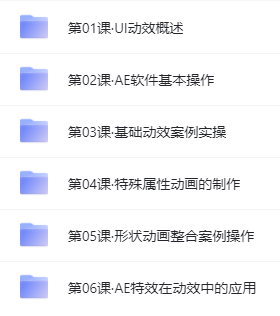 第01课·UI动效概述
第02课·AE软件基本操作
第03课·基础动效案例实操
第04课·特殊属性动画的制作
第05课·形状动画整合案例操作
第06课·AE特效在动效中的应用